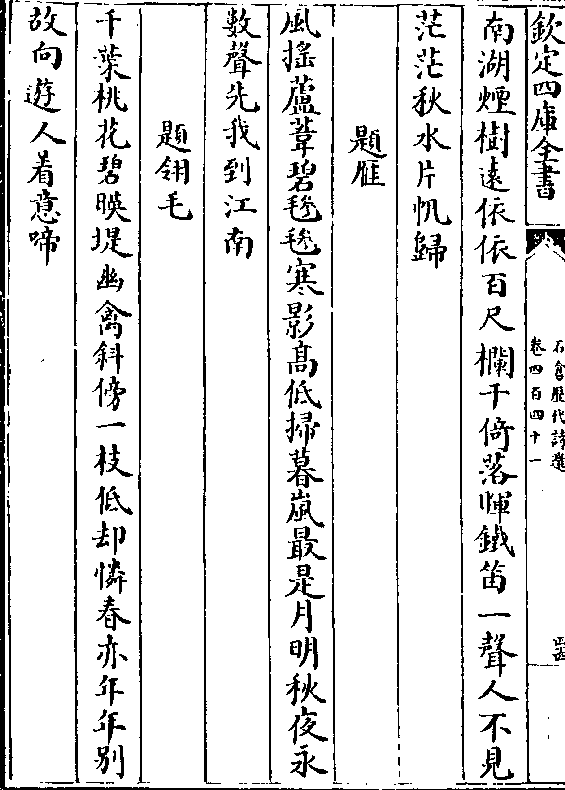 欽定四庫全書
石倉歷代詩選
卷四百四十一
南湖煙樹遠依依百尺欄干倚落暉鐵笛一聲人不見
茫茫秋水片帆歸
題雁
風揺蘆葦碧毿毿寒影髙低掃暮嵐最是月明秋夜永
數聲先我到江南
題翎毛
千葉桃花碧暎堤幽禽斜傍一枝低却憐春亦年年别
故向遊人着意啼